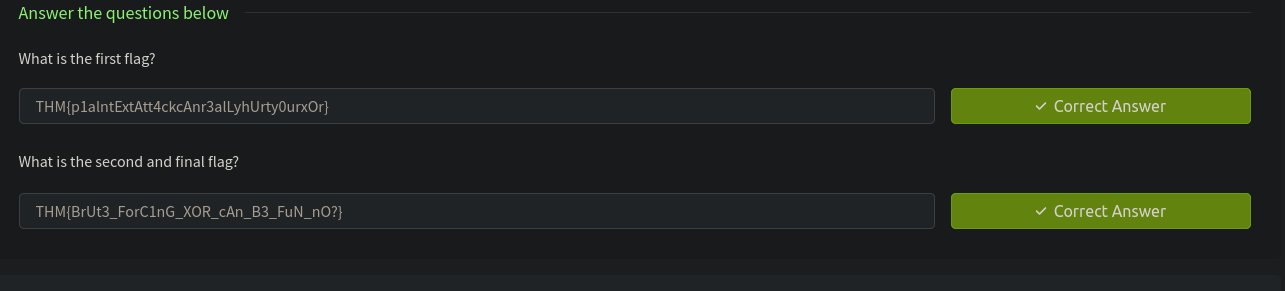 Answer the questions below
What is the first flag?
THM{p1alntExtAtt4ckcAnr3alLyhUrty0urxOr}
✓ Correct Answer
What is the second and final flag?
THM{BrUt3_ForC1nG_XOR_cAn_B3_FuN_nO?}
✓ Correct Answer